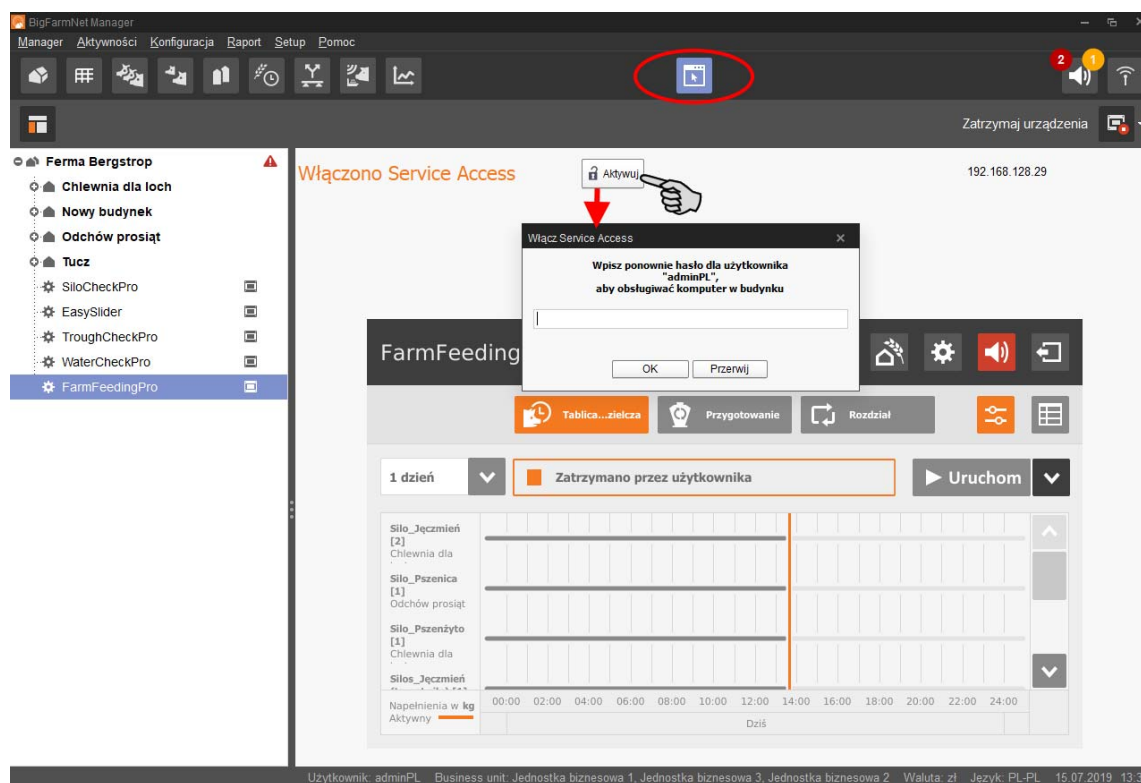 BigFarmNet Manager
Manager Aktywności Konfiguracja Raport Setup Pomoc
2 1
Zatrzymaj urządzenia
Ferma Bergstrop
Chlewnia dla loch
Nowy budynek
Odchów prosiąt
Tucz
SiloCheckPro
EasySlider
TroughCheckPro
WaterCheckPro
FarmFeedingPro
Włączono Service Access
Aktywuj
192.168.128.29
Włącz Service Access
Wpisz ponownie hasło dla użytkownika
"adminPL",
aby obsługiwać komputer w budynku
OK Przerwij
FarmFeeding
Tablica...zielcza Przygotowanie Rozdział
1 dzień Zatrzymano przez użytkownika Uruchom
Silo_Jęczmień
[2]
Chlewnia dla
Silo_Pszenica
[1]
Odchów prosiąt
Silo_Pszenżyto
[1]
Chlewnia dla
Silos_Jęczmień
Napełnienia w kg
Aktywny
00:00 02:00 04:00 06:00 08:00 10:00 12:00 14:00 16:00 18:00 20:00 22:00 24:00
Dziś
Użytkownik: adminPL Business unit: Jednostka biznesowa 1, Jednostka biznesowa 3, Jednostka biznesowa 2 Waluta: zł Język: PL-PL 15.07.2019